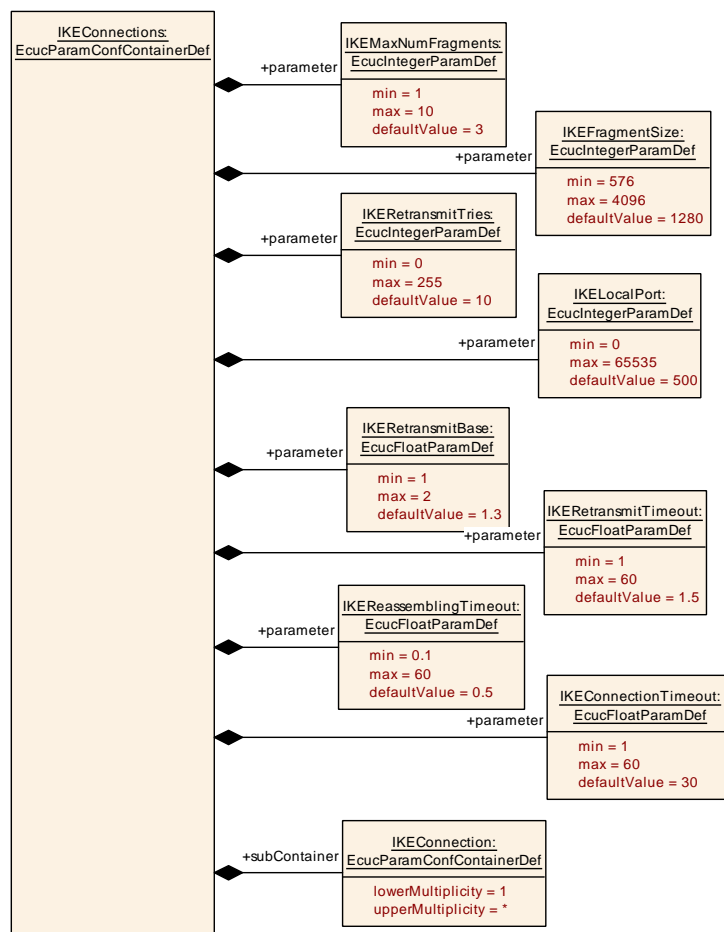 IKEConnections:
EcucParamConfContainerDef
+parameter
IKEMaxNumFragments:
EcucIntegerParamDef
min = 1
max = 10
defaultValue = 3
+parameter
IKEFragmentSize:
EcucIntegerParamDef
min = 576
max = 4096
defaultValue = 1280
+parameter
IKERetransmitTries:
EcucIntegerParamDef
min = 0
max = 255
defaultValue = 10
+parameter
IKELocalPort:
EcucIntegerParamDef
min = 0
max = 65535
defaultValue = 500
+parameter
IKERetransmitBase:
EcucFloatParamDef
min = 1
max = 2
defaultValue = 1.3
+parameter
IKERetransmitTimeout:
EcucFloatParamDef
min = 1
max = 60
defaultValue = 1.5
+parameter
IKEReassemblingTimeout:
EcucFloatParamDef
min = 0.1
max = 60
defaultValue = 0.5
+parameter
IKEConnectionTimeout:
EcucFloatParamDef
min = 1
max = 60
defaultValue = 30
+subContainer
IKEConnection:
EcucParamConfContainerDef
lowerMultiplicity = 1
upperMultiplicity = *